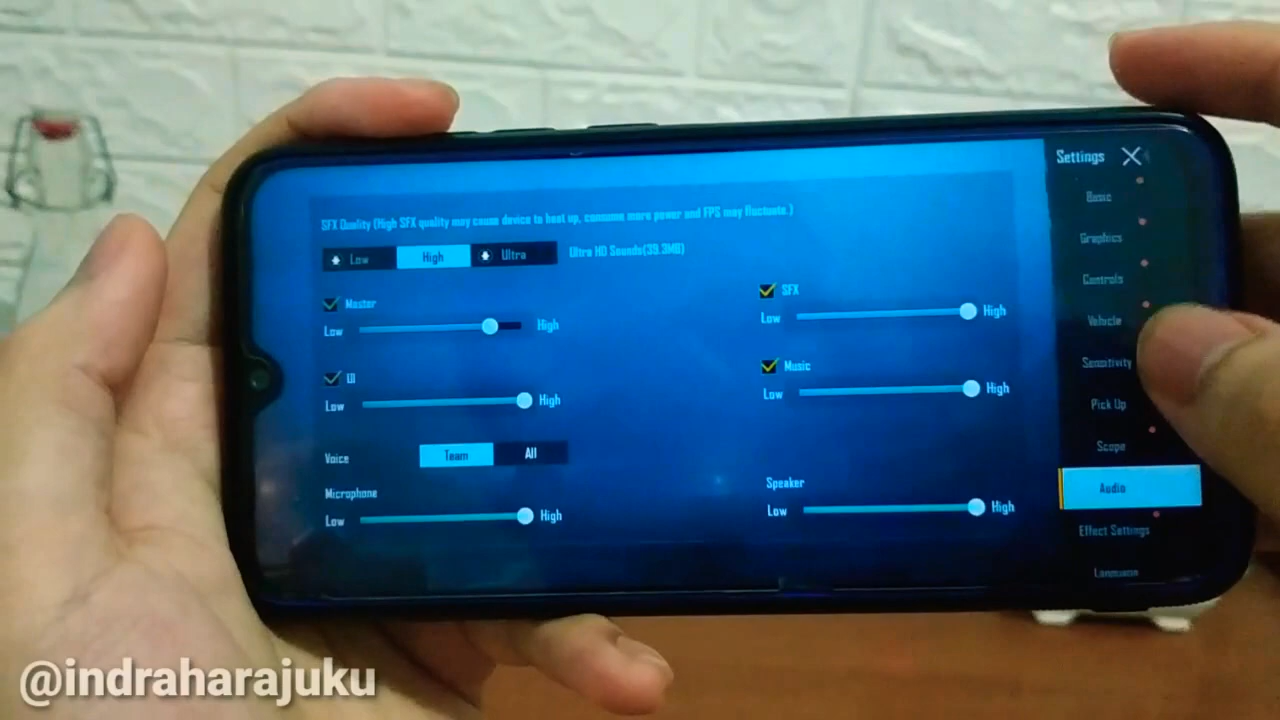 Settings
SFX Quality (High SFX quality may cause device to heat up, consume more power and FPS may fluctuate.)
Low High Ultra Ultra HD Sounds(39.3MB)
Master
Low High
SFX
Low High
UI
Low High
Music
Low High
Voice Team All
Microphone
Low High
Speaker
Low High
Basic
Graphics
Controls
Vehicle
Sensitivity
Pick Up
Scope
Audio
Effect Settings
Language
@indraharajuku